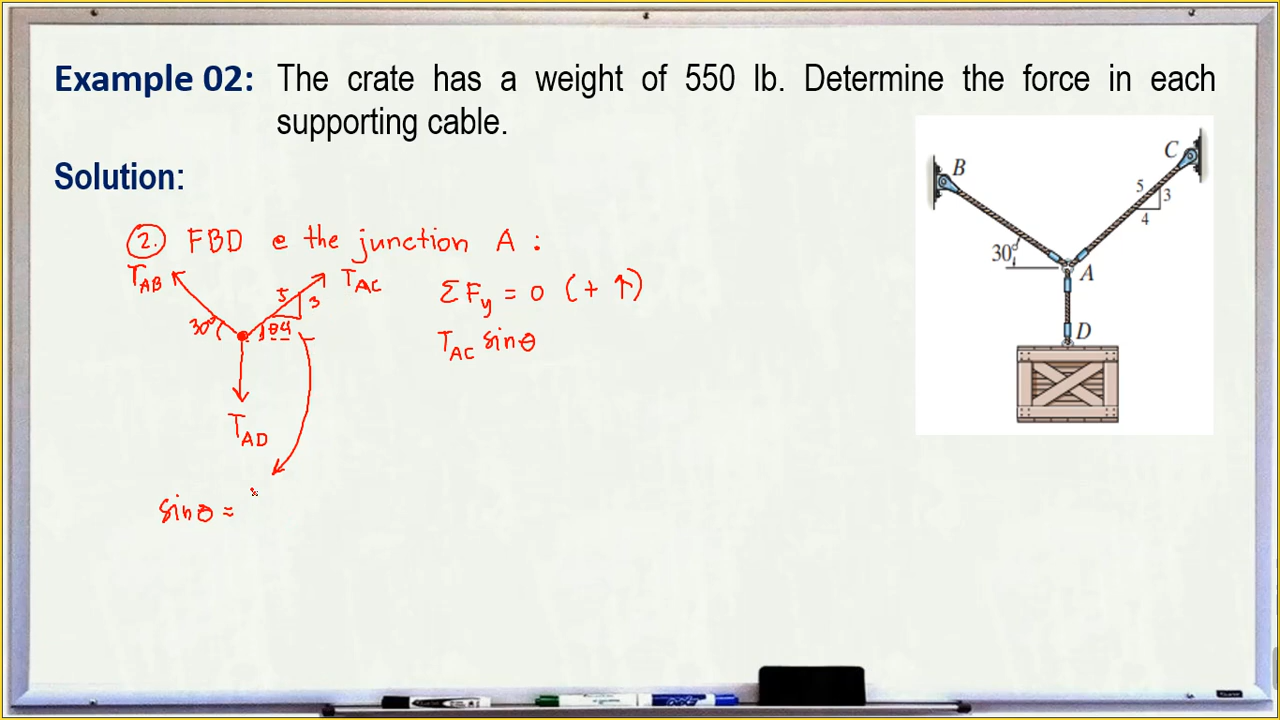 Example 02: The crate has a weight of 550 lb. Determine the force in each
supporting cable.
Solution:
2. FBD @ the junction A :
T_AB
T_AC
5
3
30°
θ 4
T_AD
sinθ =
ΣF_y = 0 (+ ↑)
T_AC sinθ
B
C
5
3
4
30°
A
D